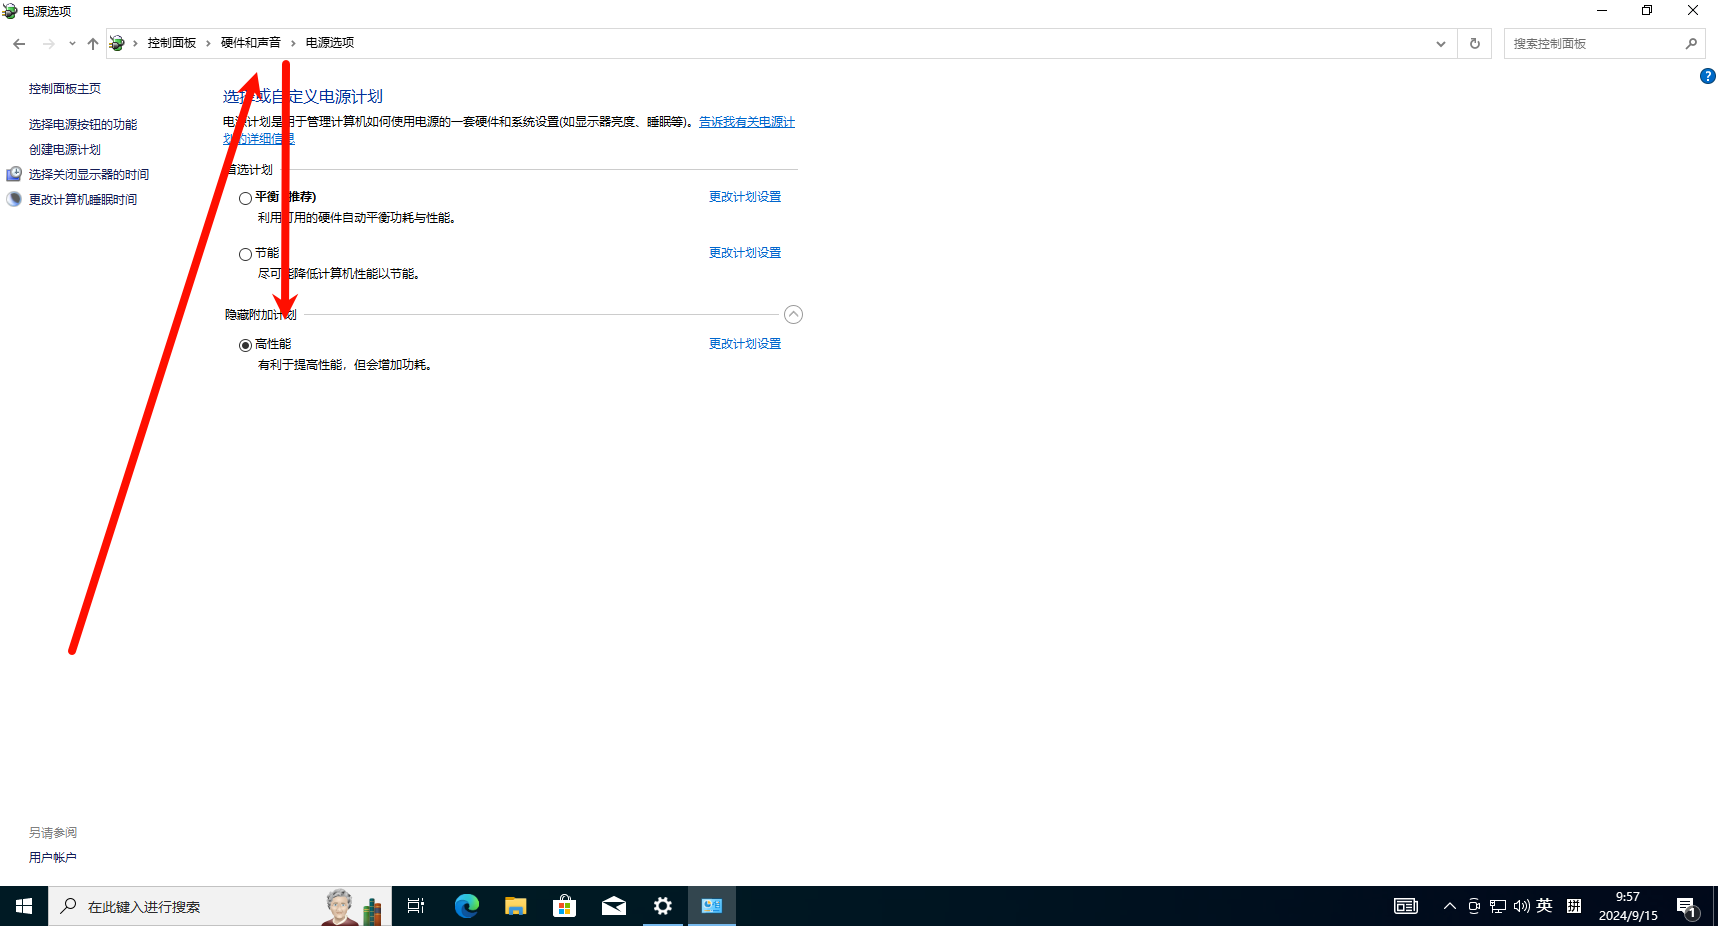 电源选项
控制面板 › 硬件和声音 › 电源选项
搜索控制面板
控制面板主页
选择电源按钮的功能
创建电源计划
选择关闭显示器的时间
更改计算机睡眠时间
选择或自定义电源计划
电源计划是用于管理计算机如何使用电源的一套硬件和系统设置(如显示器亮度、睡眠等)。告诉我有关电源计
划的详细信息
首选计划
平衡(推荐) 更改计划设置
利用可用的硬件自动平衡功耗与性能。
节能 更改计划设置
尽可能降低计算机性能以节能。
隐藏附加计划
高性能 更改计划设置
有利于提高性能，但会增加功耗。
另请参阅
用户帐户
在此键入进行搜索
英
拼
9:57
2024/9/15
1